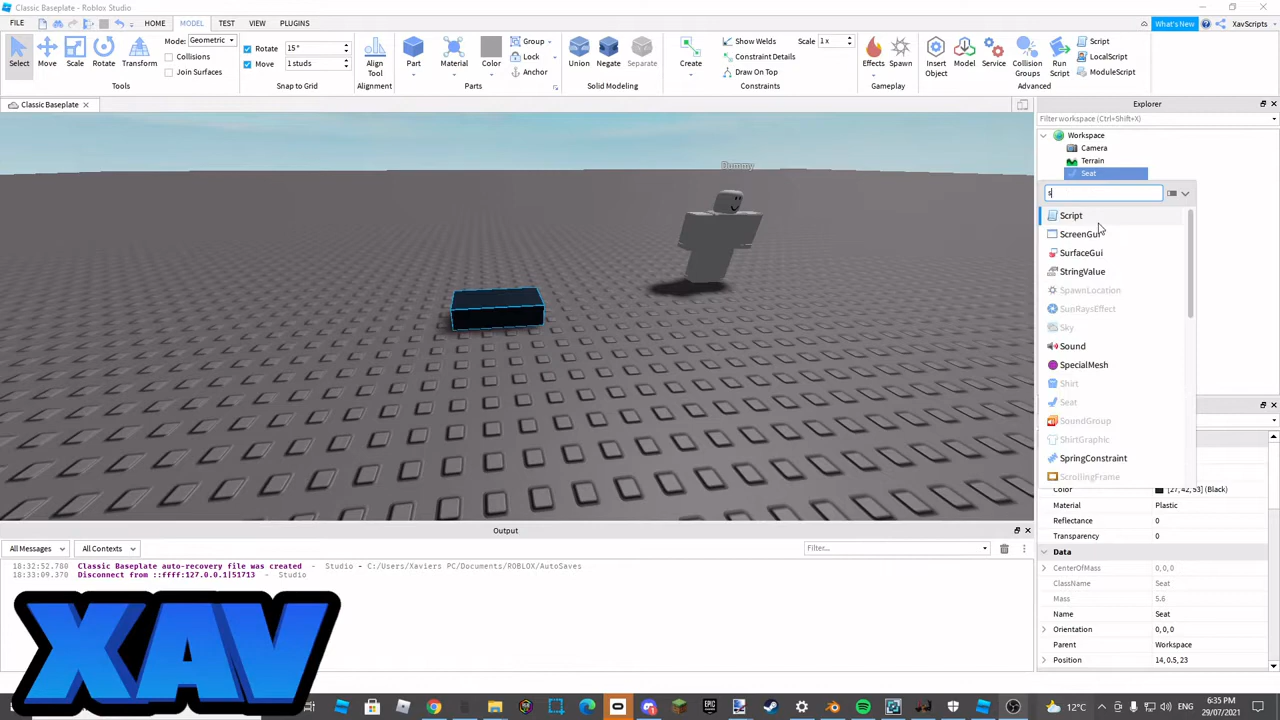 Classic Baseplate - Roblox Studio
FILE HOME MODEL TEST VIEW PLUGINS What's New XavScripts
Select Move Scale Rotate Transform
Mode: Geometric
Collisions
Join Surfaces
Tools
Rotate 15 °
Move 1 studs
Snap to Grid
Align Tool
Alignment
Part Material Color
Group
Lock
Anchor
Parts
Union Negate Separate
Solid Modeling
Create
Show Welds
Constraint Details
Draw On Top
Scale 1 x
Constraints
Effects Spawn
Gameplay
Insert Object Model Service Collision Groups Run Script
Script
LocalScript
ModuleScript
Advanced
Classic Baseplate
Dummy
Explorer
Filter workspace (Ctrl+Shift+X)
Workspace
Camera
Terrain
Seat
s
Script
ScreenGui
SurfaceGui
StringValue
SpawnLocation
SunRaysEffect
Sky
Sound
SpecialMesh
Shirt
Seat
SoundGroup
ShirtGraphic
SpringConstraint
ScrollingFrame
Color [27, 42, 53] (Black)
Material Plastic
Reflectance 0
Transparency 0
Data
CenterOfMass 0, 0, 0
ClassName Seat
Mass 5.6
Name Seat
Orientation 0, 0, 0
Parent Workspace
Position 14, 0.5, 23
Output
All Messages All Contexts Filter...
18:32:52.780 Classic Baseplate auto-recovery file was created - Studio - C:/Users/Xaviers PC/Documents/ROBLOX/AutoSaves
18:33:09.370 Disconnect from ::ffff:127.0.0.1|51713 - Studio
XAV
12°C ENG 6:35 PM
29/07/2021